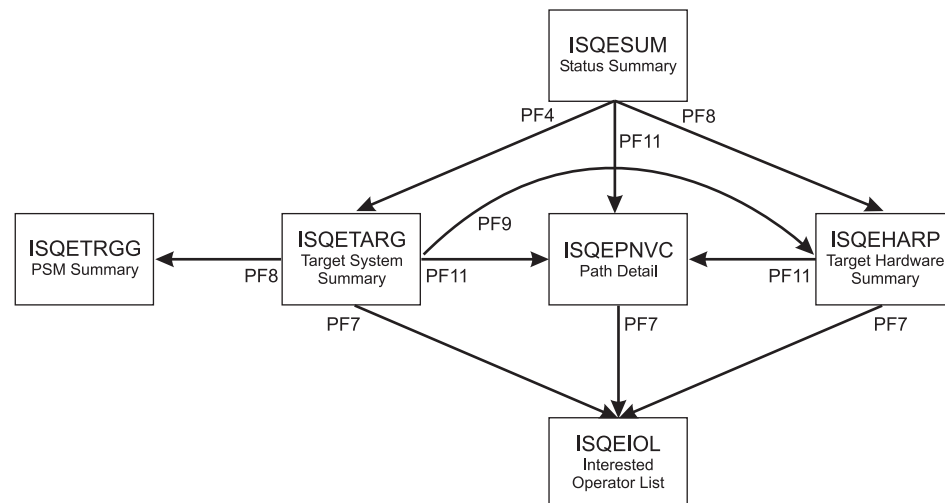 ISQESUM
Status Summary
PF4
PF11
PF8
ISQETRGG
PSM Summary
PF8
ISQETARG
Target System
Summary
PF9
PF11
ISQEPNVC
Path Detail
PF11
ISQEHARP
Target Hardware
Summary
PF7
PF7
PF7
ISQEIOL
Interested
Operator List